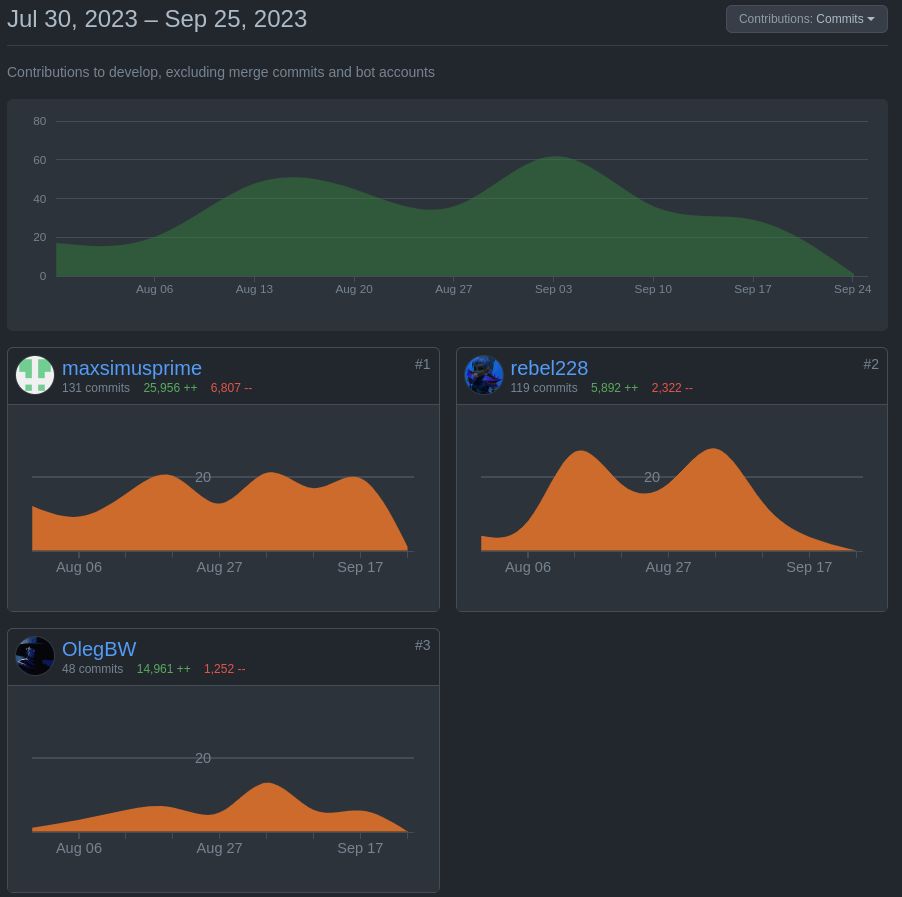 Jul 30, 2023 – Sep 25, 2023
Contributions: Commits
Contributions to develop, excluding merge commits and bot accounts
80
60
40
20
0
Aug 06 Aug 13 Aug 20 Aug 27 Sep 03 Sep 10 Sep 17 Sep 24
maxsimusprime #1
131 commits 25,956 ++ 6,807 --
20
Aug 06 Aug 27 Sep 17
rebel228 #2
119 commits 5,892 ++ 2,322 --
20
Aug 06 Aug 27 Sep 17
OlegBW #3
48 commits 14,961 ++ 1,252 --
20
Aug 06 Aug 27 Sep 17